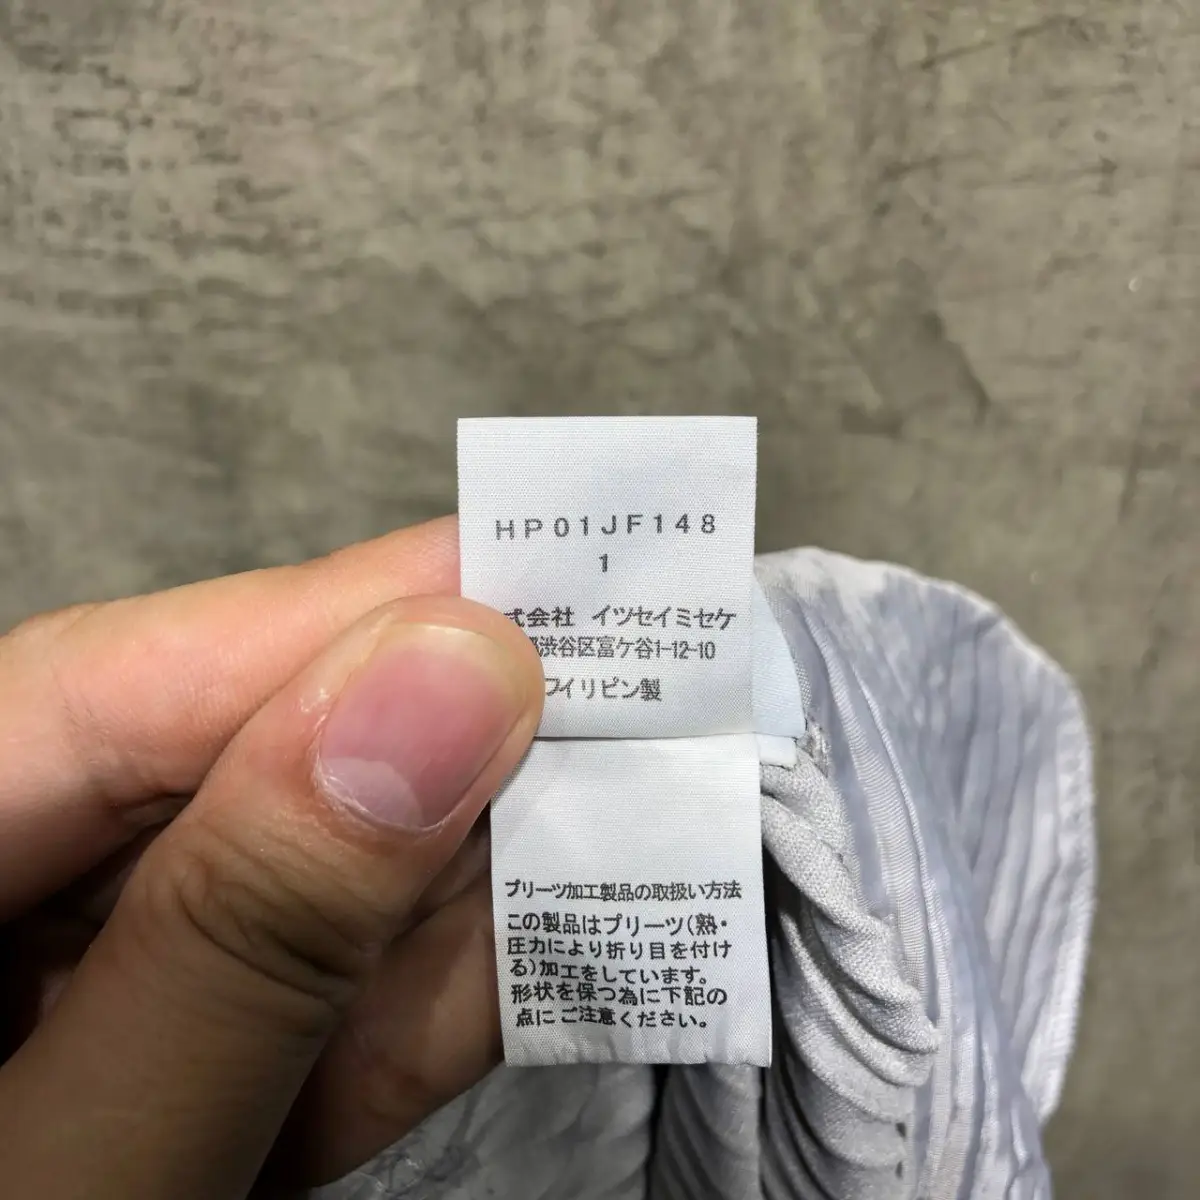 HP01JF148
1
式会社 イッセイミセケ
渋谷区富ケ谷1-12-10
フィリピン製
プリーツ加工製品の取扱い方法
この製品はプリーツ(熟・
圧力により折り目を付け
る)加工をしています。
形状を保つ為に下記の
点にご注意ください。